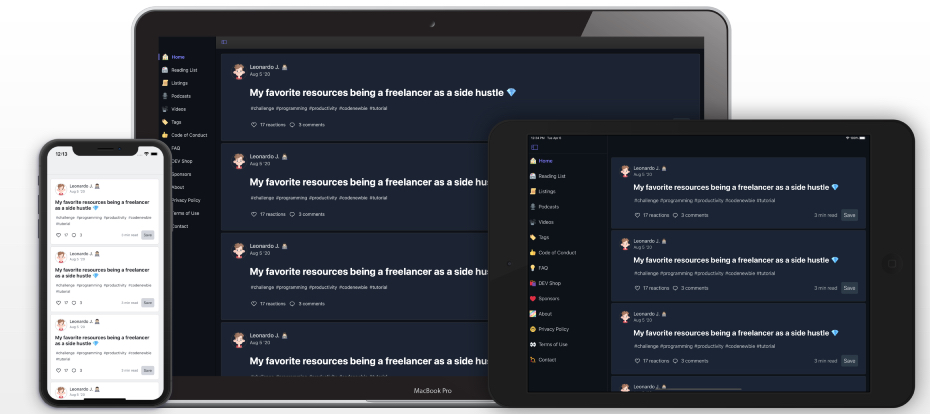 Home
Reading List
Listings
Podcasts
Videos
Tags
Code of Conduct
FAQ
DEV Shop
Sponsors
About
Privacy Policy
Terms of Use
Contact
Leonardo J.
Aug 5 '20
My favorite resources being a freelancer as a side hustle 💎
#challenge #programming #productivity #codenewbie #tutorial
17 reactions 3 comments
Leonardo J.
Aug 5 '20
My favorite resources being a freelancer as a side hu
#challenge #programming #productivity #codenewbie #tutorial
17 reactions 3 comments
Leonardo J.
Aug 5 '20
My favorite resources being a freelancer as a side hu
#challenge #programming #productivity #codenewbie #tutorial
17 reactions 3 comments
Leonardo J.
Aug 5 '20
My favorite resources being a freelancer as a side hu
MacBook Pro
12:13
Leonardo J.
Aug 5 '20
My favorite resources being a freelancer
as a side hustle 💎
#challenge #programming #productivity #codenewbie
#tutorial
17 3 3 min read Save
Leonardo J.
Aug 5 '20
My favorite resources being a freelancer
as a side hustle 💎
#challenge #programming #productivity #codenewbie
#tutorial
17 3 3 min read Save
Leonardo J.
Aug 5 '20
My favorite resources being a freelancer
as a side hustle 💎
#challenge #programming #productivity #codenewbie
#tutorial
17 3 3 min read Save
Leonardo J.
Aug 5 '20
Tue Apr 6 100%
Home
Reading List
Listings
Podcasts
Videos
Tags
Code of Conduct
FAQ
DEV Shop
Sponsors
About
Privacy Policy
Terms of Use
Contact
Leonardo J.
Aug 5 '20
My favorite resources being a freelancer as a side hustle 💎
#challenge #programming #productivity #codenewbie #tutorial
17 reactions 3 comments 3 min read Save
Leonardo J.
Aug 5 '20
My favorite resources being a freelancer as a side hustle 💎
#challenge #programming #productivity #codenewbie #tutorial
17 reactions 3 comments 3 min read Save
Leonardo J.
Aug 5 '20
My favorite resources being a freelancer as a side hustle 💎
#challenge #programming #productivity #codenewbie #tutorial
17 reactions 3 comments 3 min read Save
Leonardo J.